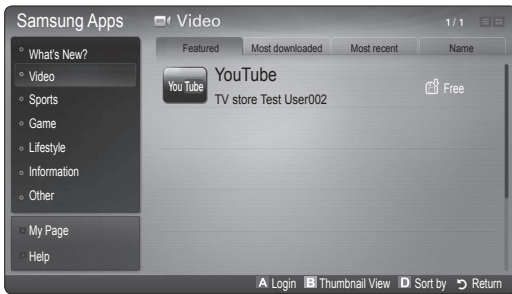 Samsung Apps
Video
1/1
What's New?
Video
Sports
Game
Lifestyle
Information
Other
My Page
Help
Featured
Most downloaded
Most recent
Name
You Tube
YouTube
TV store Test User002
Free
A Login B Thumbnail View D Sort by Return